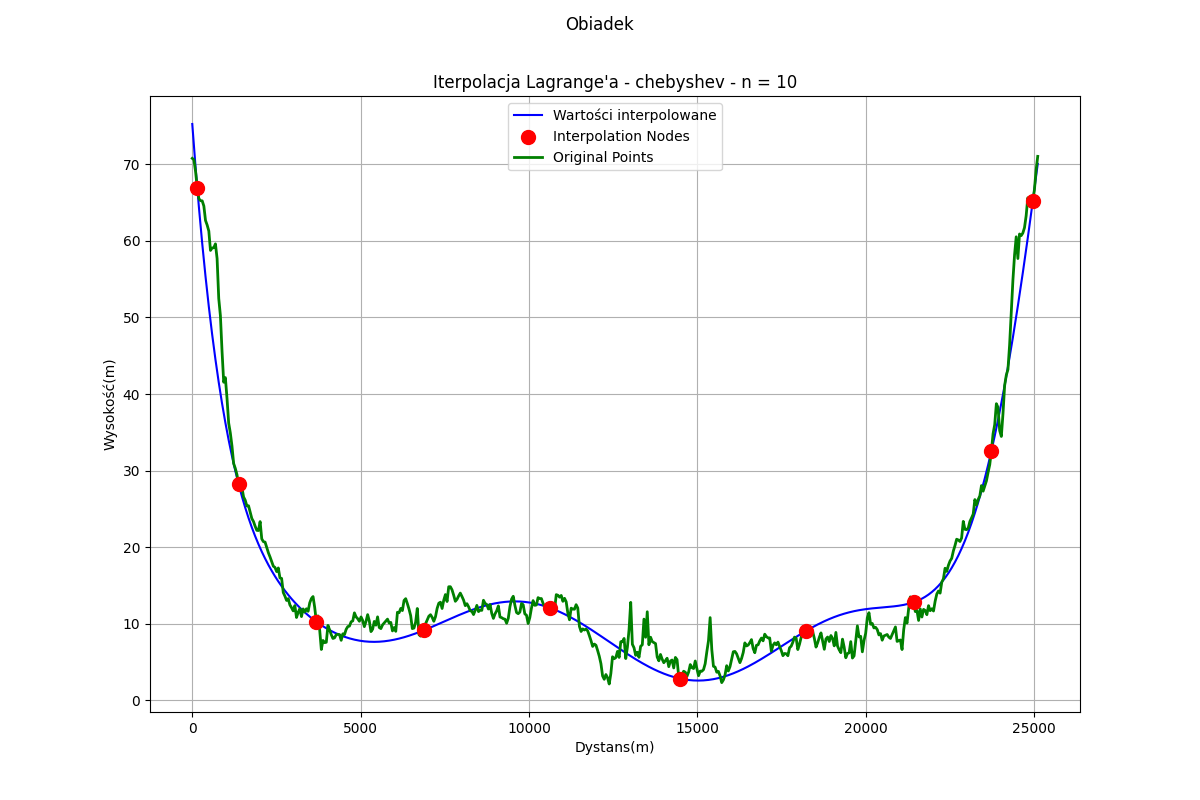 Obiadek
Iterpolacja Lagrange'a - chebyshev - n = 10
Wartości interpolowane
Interpolation Nodes
Original Points
70
60
50
40
30
20
10
0
Wysokość(m)
0 5000 10000 15000 20000 25000
Dystans(m)